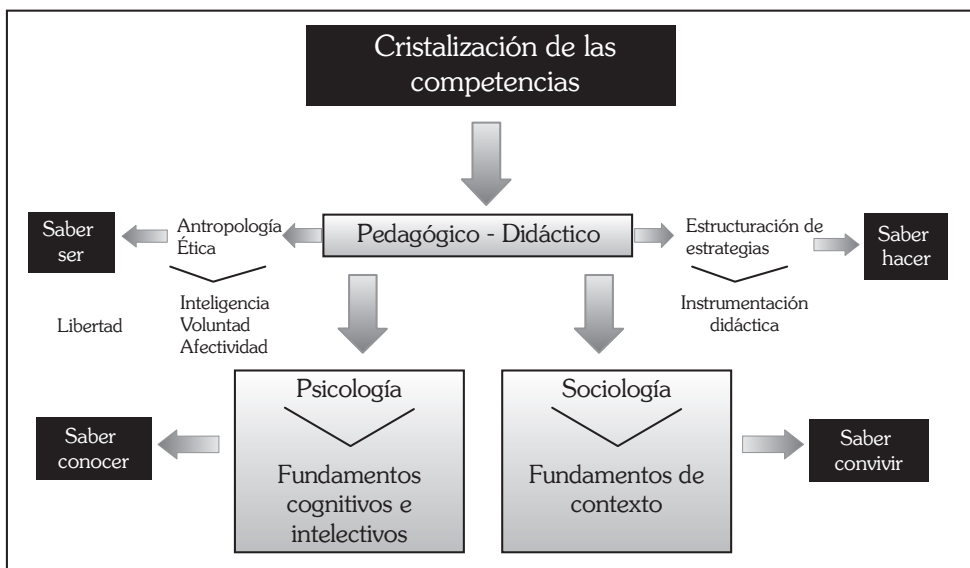 Cristalización de las
competencias
Saber
ser
Antropología
Ética
Pedagógico - Didáctico
Estructuración de
estrategias
Saber
hacer
Libertad
Inteligencia
Voluntad
Afectividad
Instrumentación
didáctica
Psicología
Sociología
Saber
conocer
Fundamentos
cognitivos e
intelectivos
Fundamentos de
contexto
Saber
convivir